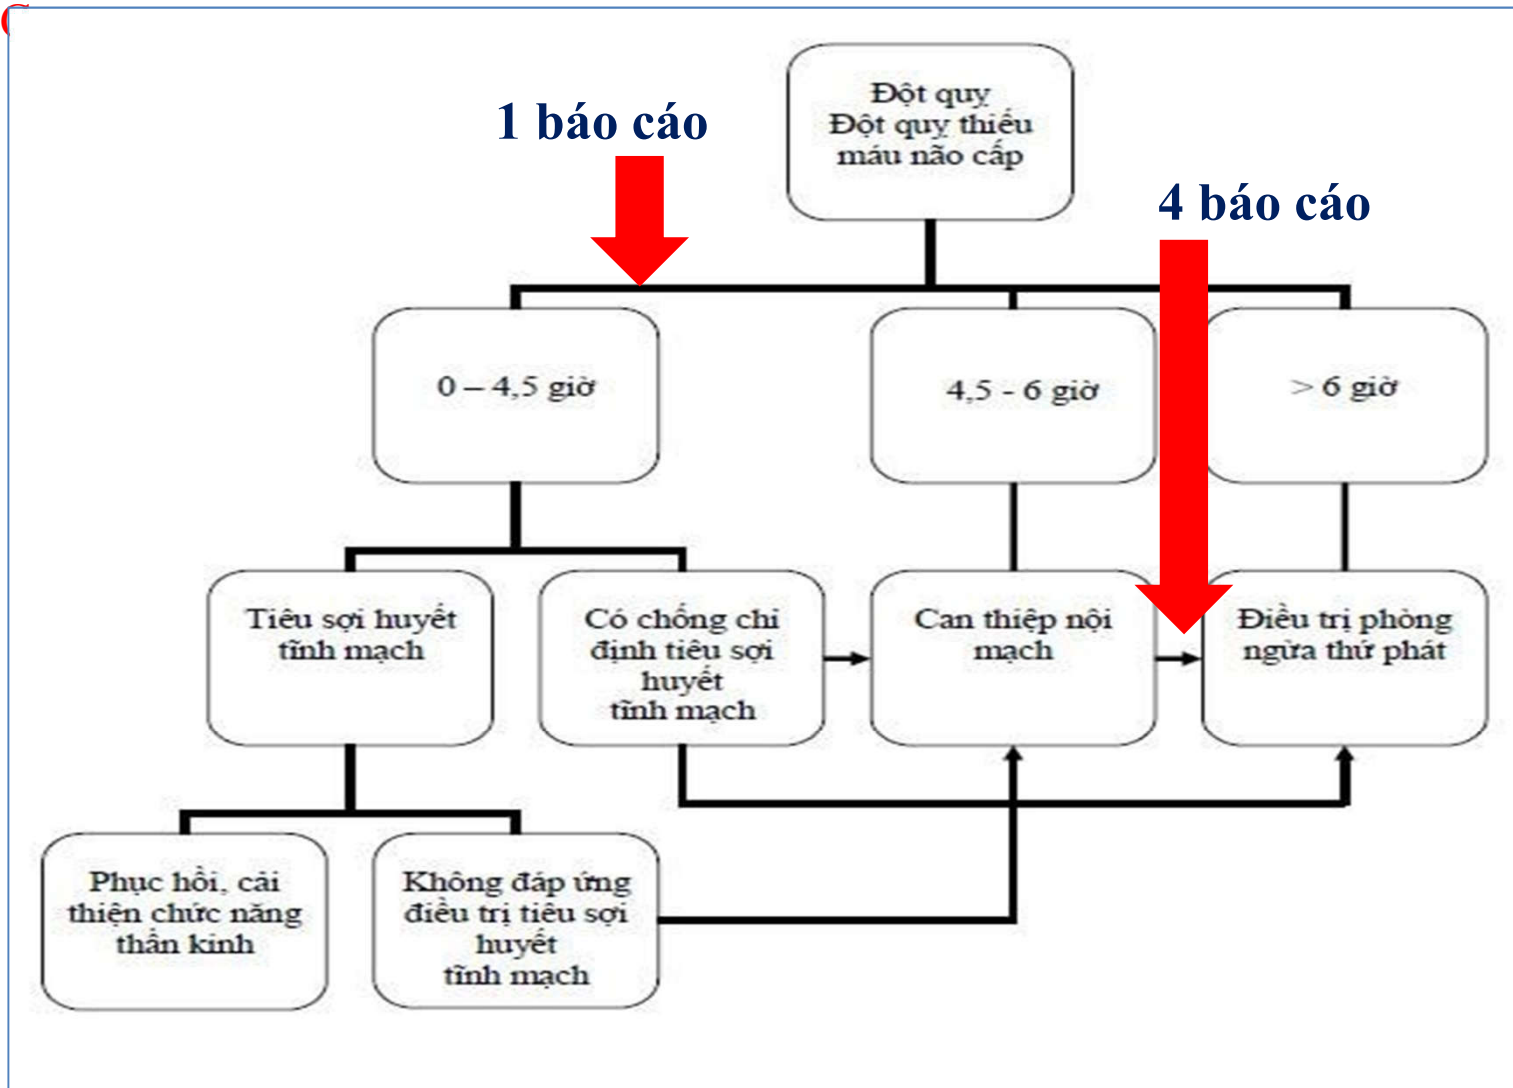 Đột quỵ
Đột quỵ thiếu
máu não cấp
1 báo cáo
4 báo cáo
0 – 4,5 giờ
4,5 - 6 giờ
> 6 giờ
Tiêu sợi huyết
tĩnh mạch
Có chống chỉ
định tiêu sợi
huyết
tĩnh mạch
Can thiệp nội
mạch
Điều trị phòng
ngừa thứ phát
Phục hồi, cải
thiện chức năng
thần kinh
Không đáp ứng
điều trị tiêu sợi
huyết
tĩnh mạch